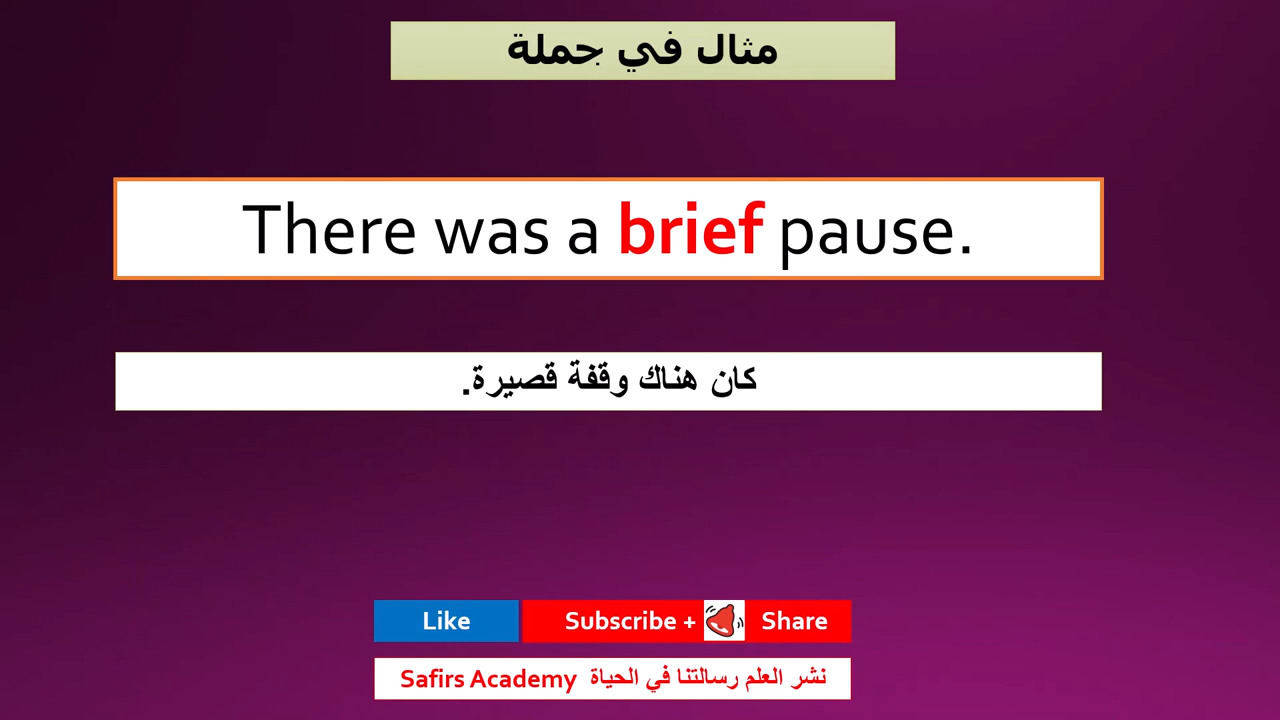 مثال في جملة
There was a brief pause.
كان هناك وقفة قصيرة.
Like Subscribe + Share
Safirs Academy نشر العلم رسالتنا في الحياة